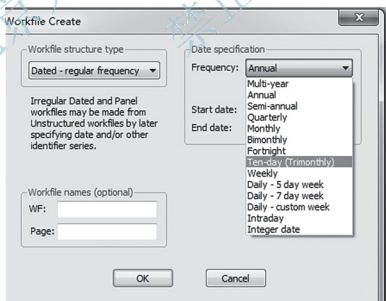 Workfile Create
Workfile structure type
Dated - regular frequency
Irregular Dated and Panel
workfiles may be made from
Unstructured workfiles by later
specifying date and/or other
identifier series.
Date specification
Frequency: Annual
Start date:
End date:
Multi-year
Annual
Semi-annual
Quarterly
Monthly
Bimonthly
Fortnight
Ten-day (Trimonthly)
Weekly
Daily - 5 day week
Daily - 7 day week
Daily - custom week
Intraday
Integer date
Workfile names (optional)
WF:
Page:
OK
Cancel